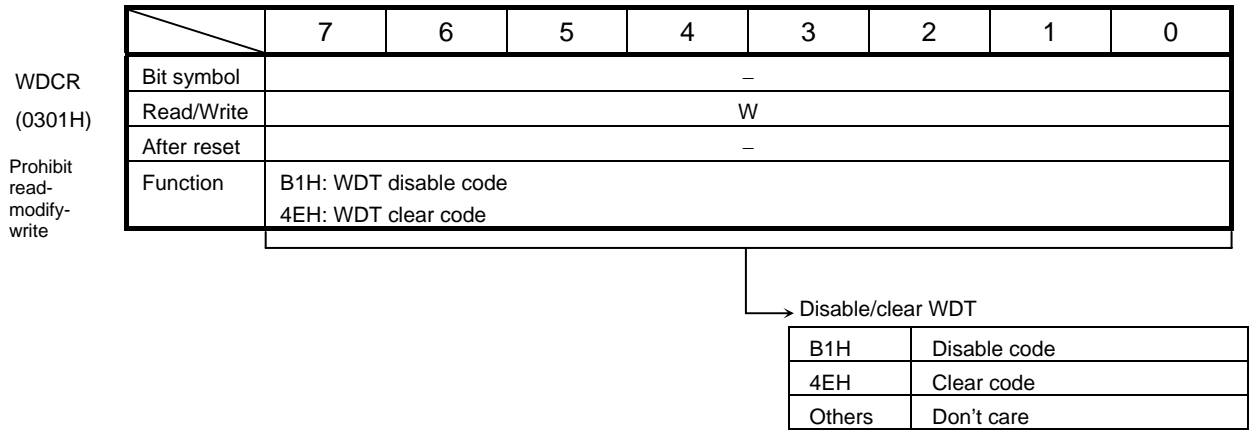 7 6 5 4 3 2 1 0
WDCR
(0301H)
Prohibit
read-
modify-
write
Bit symbol –
Read/Write W
After reset –
Function B1H: WDT disable code
4EH: WDT clear code
Disable/clear WDT
B1H Disable code
4EH Clear code
Others Don't care